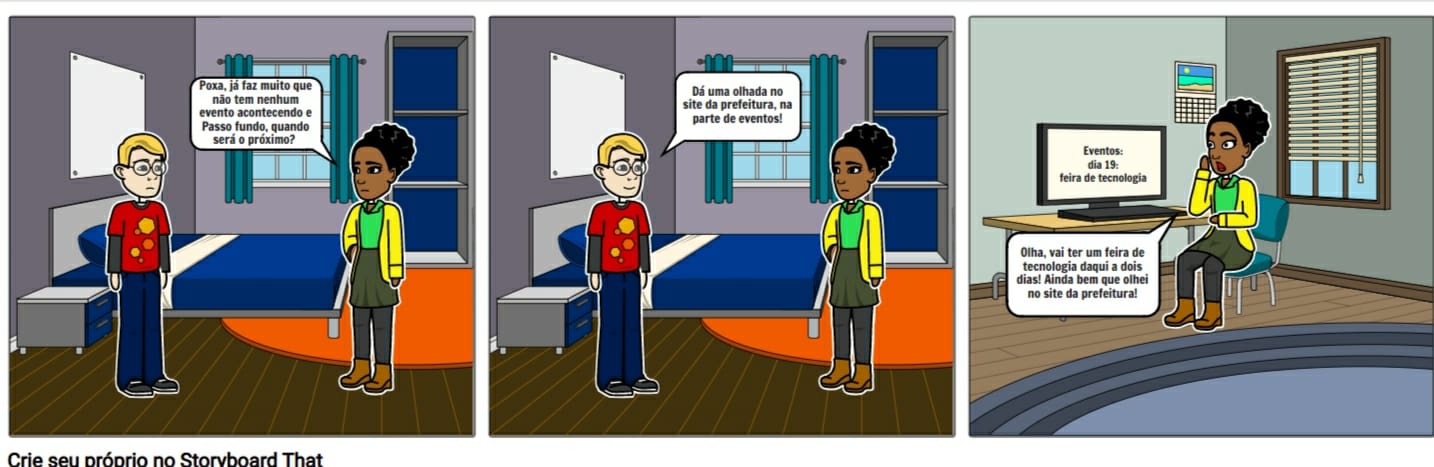 Poxa, já faz muito que
não tem nenhum
evento acontecendo e
Passo fundo, quando
será o próximo?
Dá uma olhada no
site da prefeitura, na
parte de eventos!
Eventos:
dia 19:
feira de tecnologia
Olha, vai ter um feira de
tecnologia daqui a dois
dias! Ainda bem que olhei
no site da prefeitura!
Crie seu próprio no Storyboard That